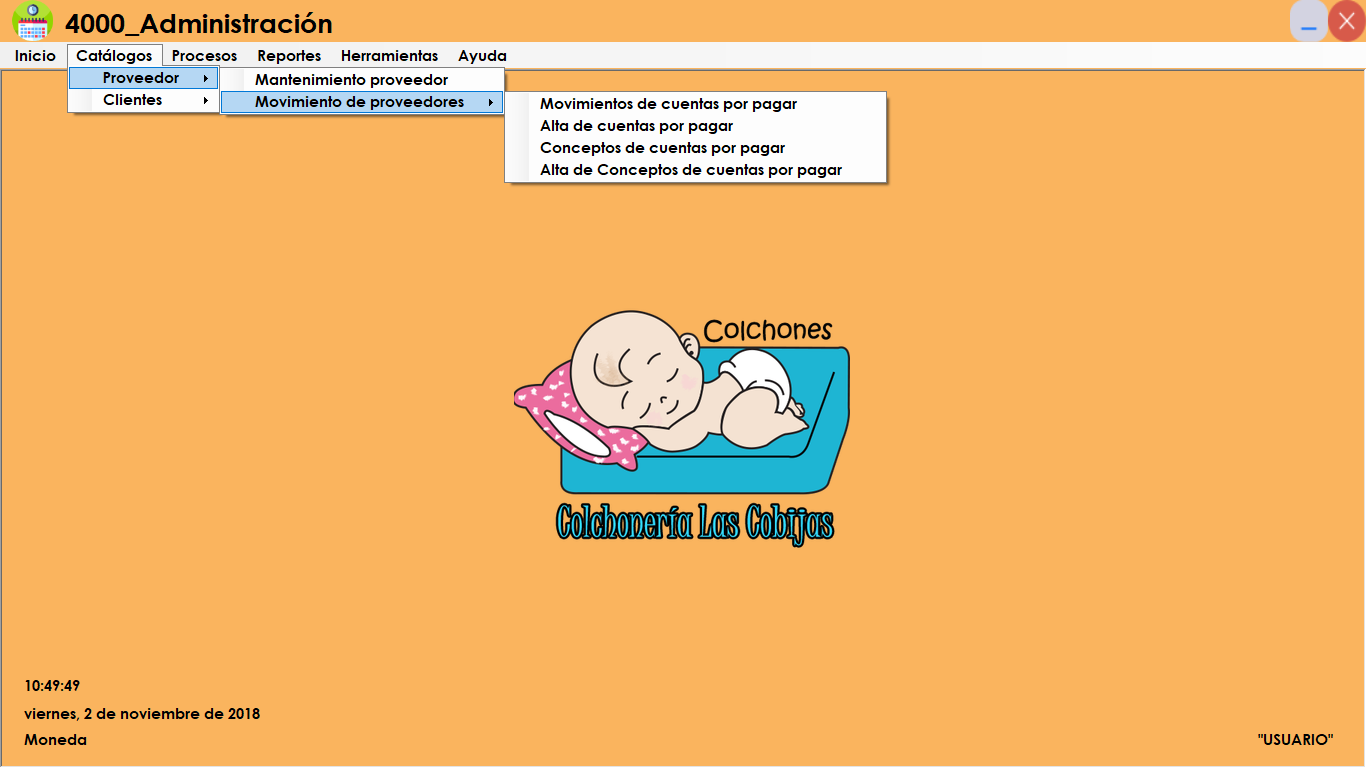 4000_Administración
Inicio Catálogos Procesos Reportes Herramientas Ayuda
Proveedor
Clientes
Mantenimiento proveedor
Movimiento de proveedores
Movimientos de cuentas por pagar
Alta de cuentas por pagar
Conceptos de cuentas por pagar
Alta de Conceptos de cuentas por pagar
Colchones
Colchonería Las Cobijas
10:49:49
viernes, 2 de noviembre de 2018
Moneda
"USUARIO"